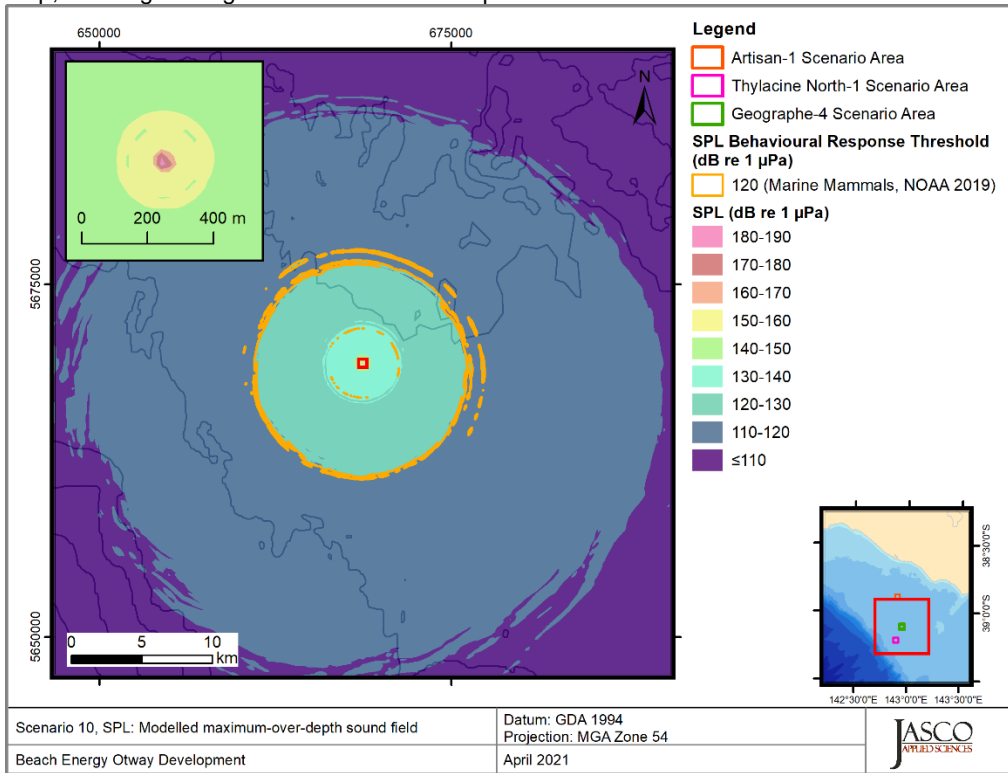 650000
675000
5675000
5650000
N
0 200 400 m
0 5 10
km
Legend
Artisan-1 Scenario Area
Thylacine North-1 Scenario Area
Geographe-4 Scenario Area
SPL Behavioural Response Threshold
(dB re 1 µPa)
120 (Marine Mammals, NOAA 2019)
SPL (dB re 1 µPa)
180-190
170-180
160-170
150-160
140-150
130-140
120-130
110-120
≤110
38°30'0"S
39°0'0"S
142°30'0"E 143°0'0"E 143°30'0"E
Scenario 10, SPL: Modelled maximum-over-depth sound field
Datum: GDA 1994
Projection: MGA Zone 54
Beach Energy Otway Development
April 2021
JASCO
APPLIED SCIENCES